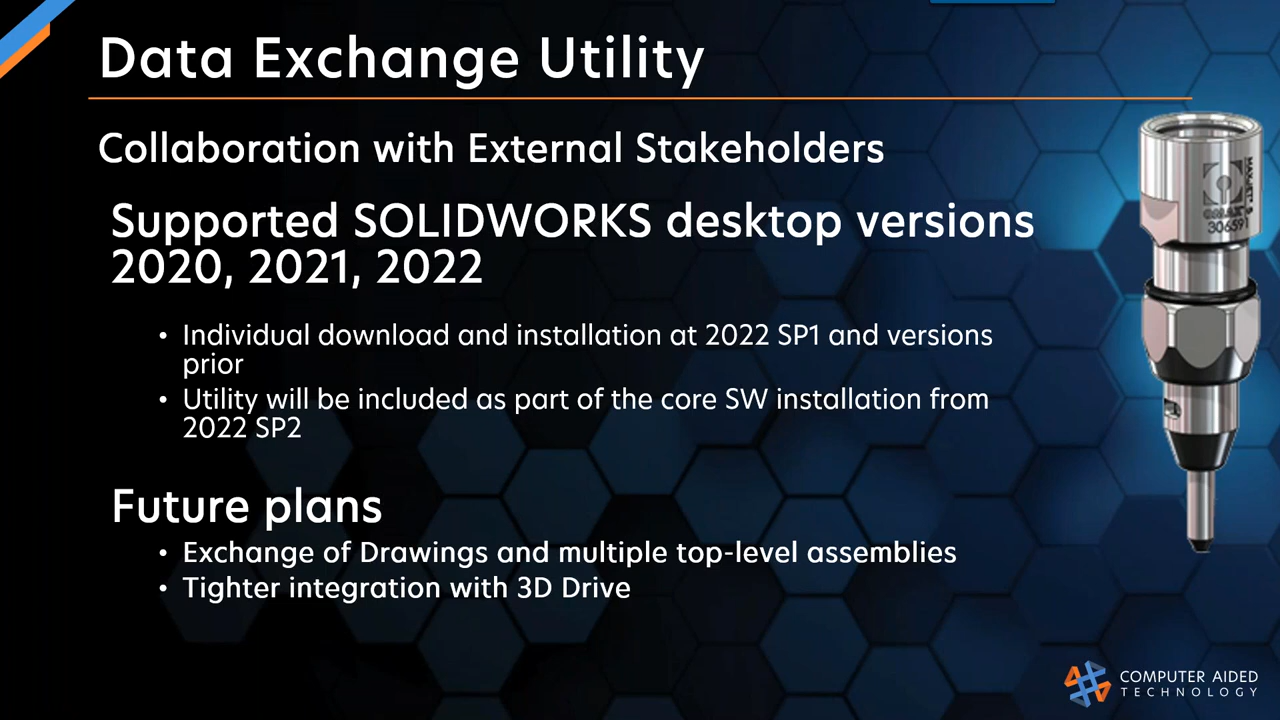 Data Exchange Utility
Collaboration with External Stakeholders
Supported SOLIDWORKS desktop versions
2020, 2021, 2022
• Individual download and installation at 2022 SP1 and versions
prior
• Utility will be included as part of the core SW installation from
2022 SP2
Future plans
• Exchange of Drawings and multiple top-level assemblies
• Tighter integration with 3D Drive
OMAX
306591
COMPUTER AIDED
TECHNOLOGY